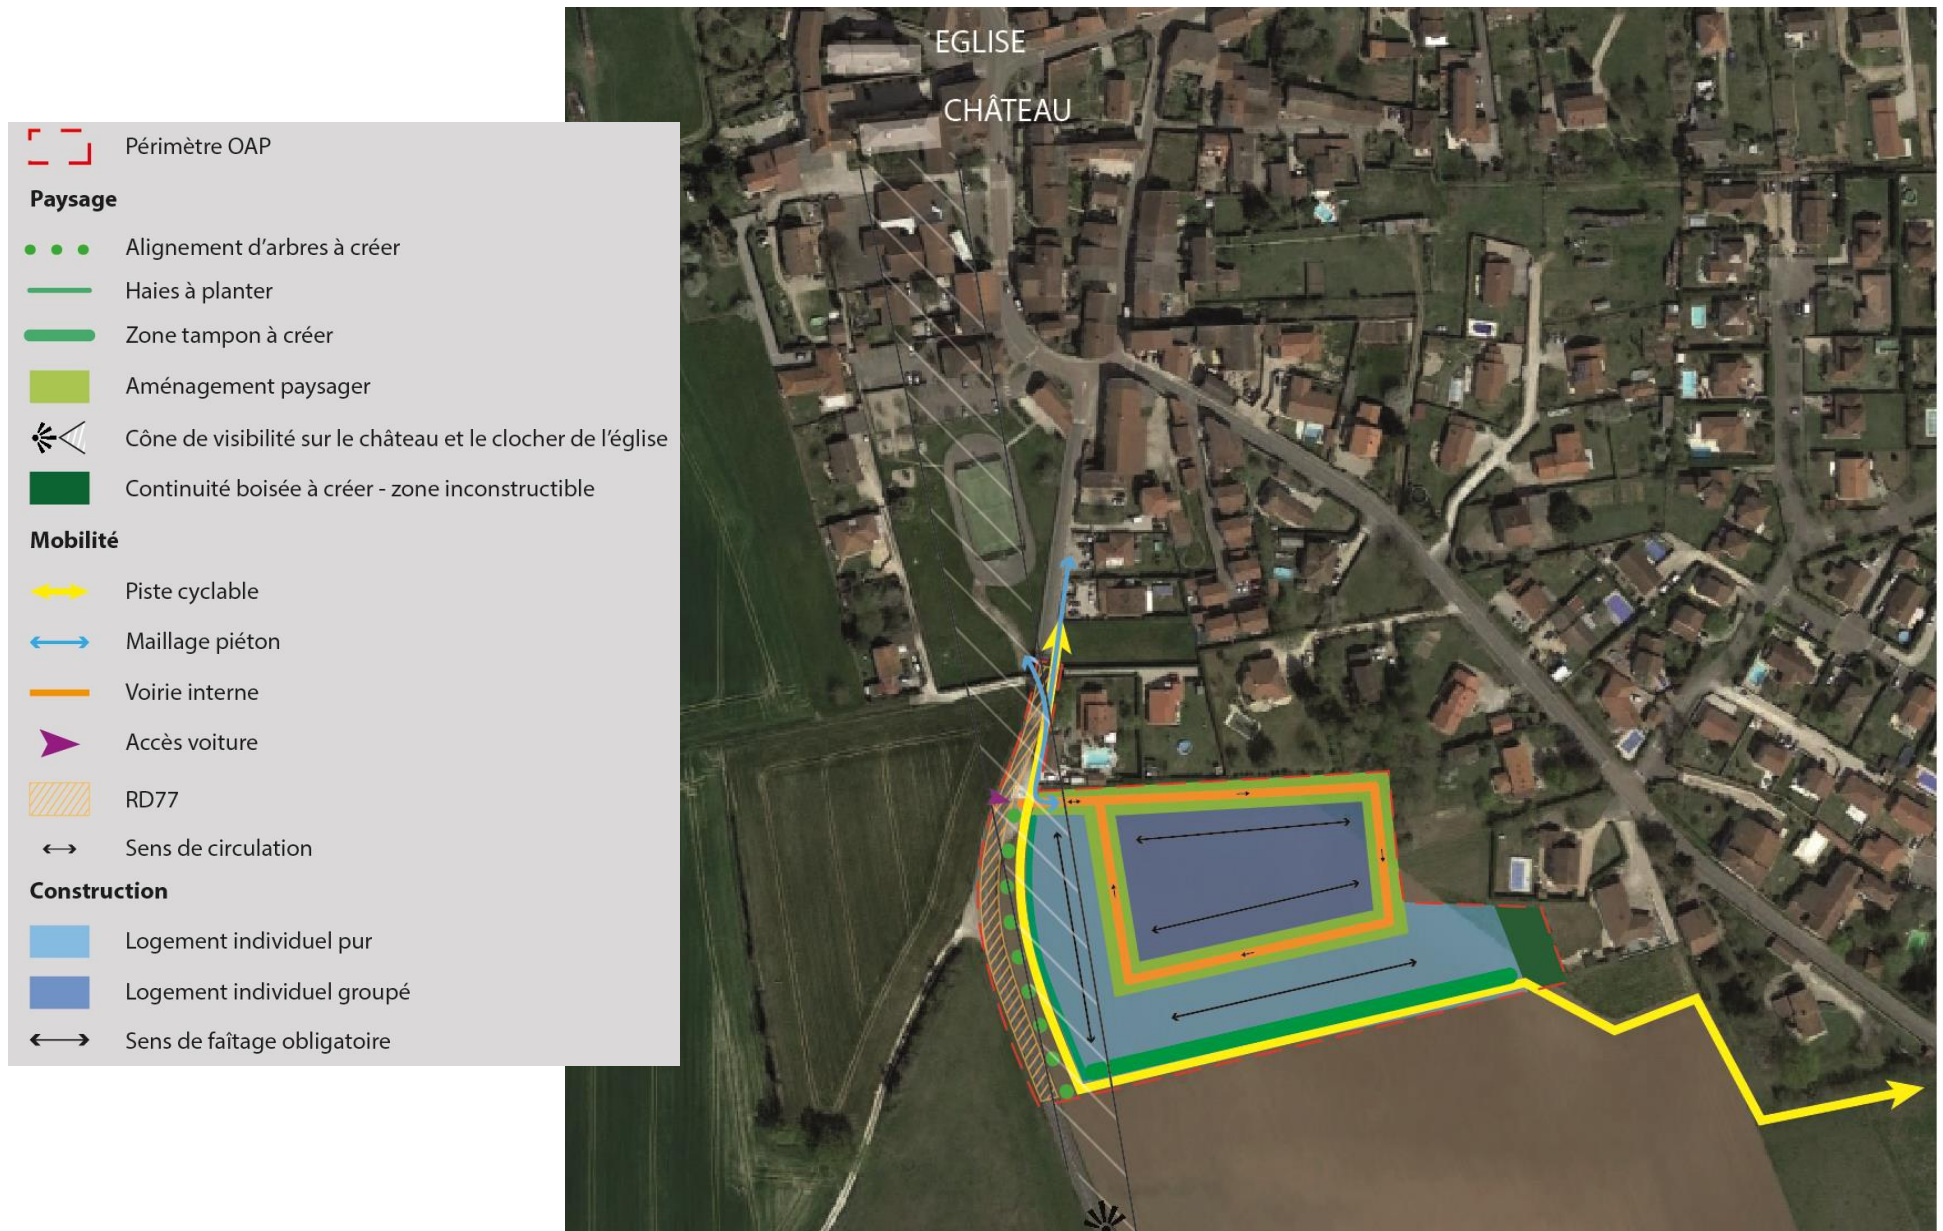 EGLISE
CHÂTEAU
Périmètre OAP
Paysage
Alignement d'arbres à créer
Haies à planter
Zone tampon à créer
Aménagement paysager
Cône de visibilité sur le château et le clocher de l'église
Continuité boisée à créer - zone inconstructible
Mobilité
Piste cyclable
Maillage piéton
Voirie interne
Accès voiture
RD77
Sens de circulation
Construction
Logement individuel pur
Logement individuel groupé
Sens de faîtage obligatoire